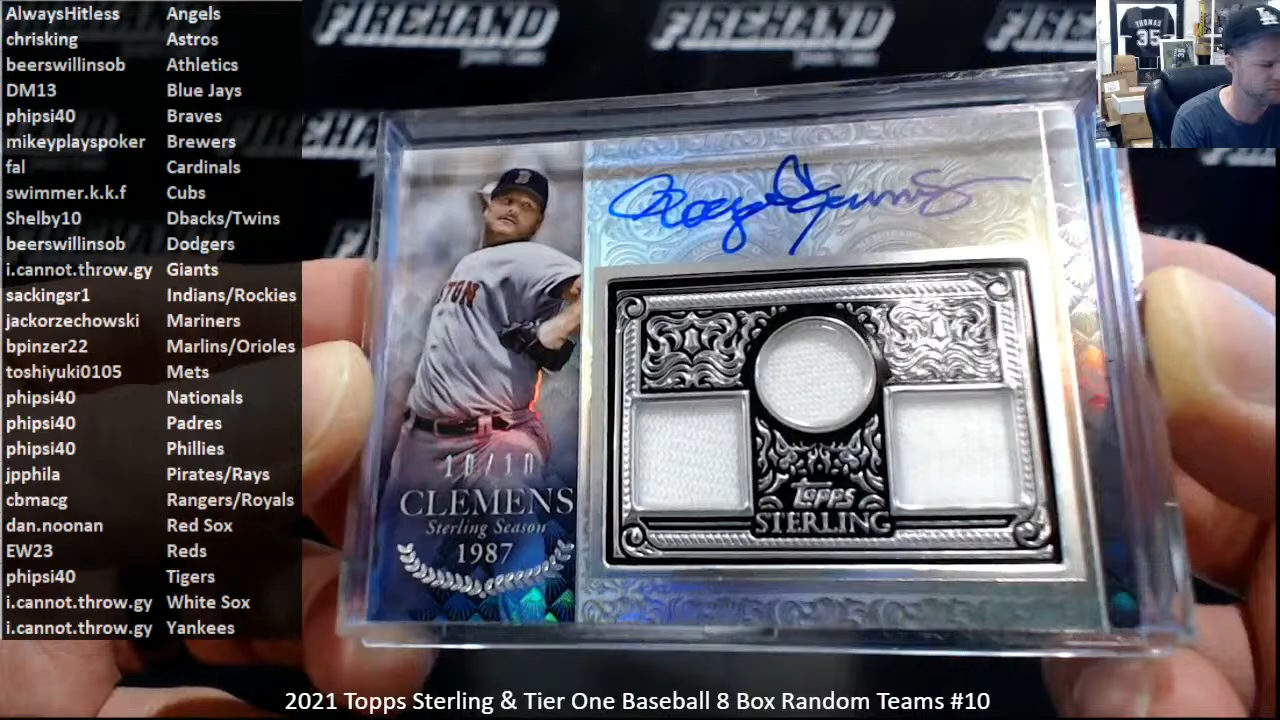 AlwaysHitless Angels
chrisking Astros
beerswillinsob Athletics
DM13 Blue Jays
phipsi40 Braves
mikeyplayspoker Brewers
fal Cardinals
swimmer.k.k.f Cubs
Shelby10 Dbacks/Twins
beerswillinsob Dodgers
i.cannot.throw.gy Giants
sackingsr1 Indians/Rockies
jackorzechowski Mariners
bpinzer22 Marlins/Orioles
toshiyuki0105 Mets
phipsi40 Nationals
phipsi40 Padres
phipsi40 Phillies
jpphila Pirates/Rays
cbmacg Rangers/Royals
dan.noonan Red Sox
EW23 Reds
phipsi40 Tigers
i.cannot.throw.gy White Sox
i.cannot.throw.gy Yankees
FIREHAND
FIREHAND
THOMAS
35
B
STON
Roger Clemens
10/10
CLEMENS
Sterling Season
1987
Topps
STERLING
2021 Topps Sterling & Tier One Baseball 8 Box Random Teams #10